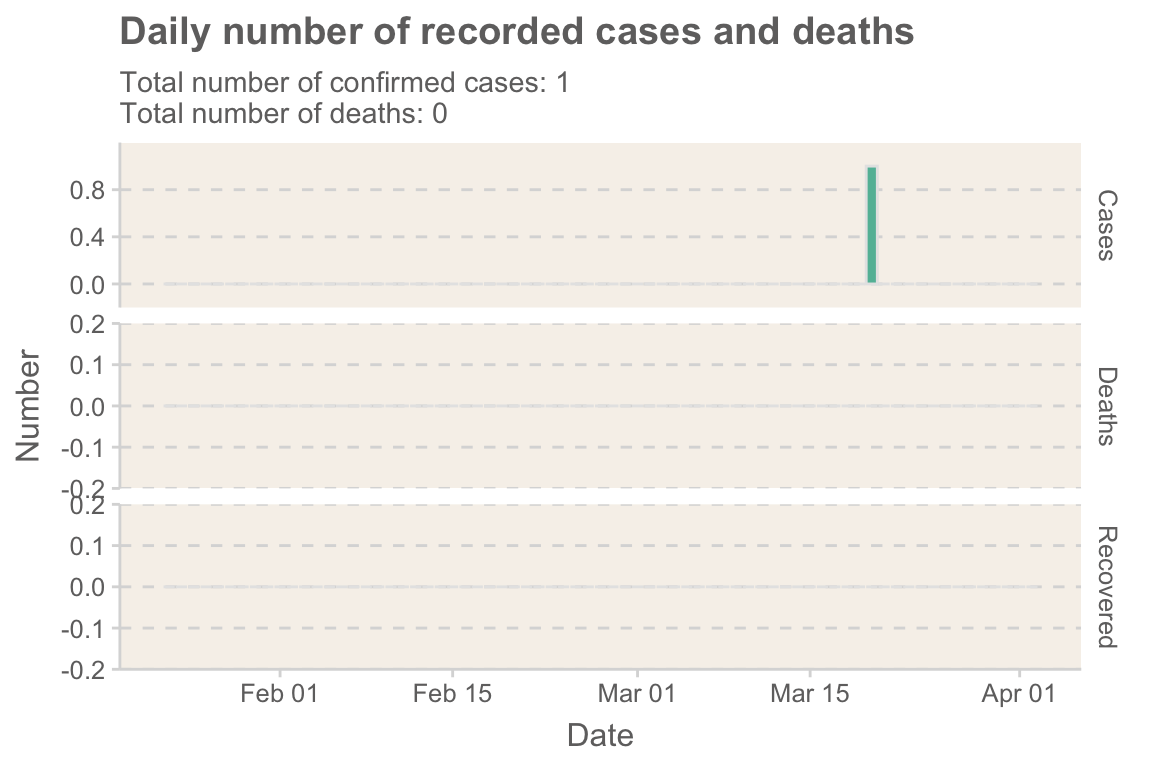 Daily number of recorded cases and deaths
Total number of confirmed cases: 1
Total number of deaths: 0
0.8
0.4
0.0
Cases
0.2
0.1
0.0
-0.1
-0.2
Deaths
0.2
0.1
0.0
-0.1
-0.2
Recovered
Number
Feb 01 Feb 15 Mar 01 Mar 15 Apr 01
Date